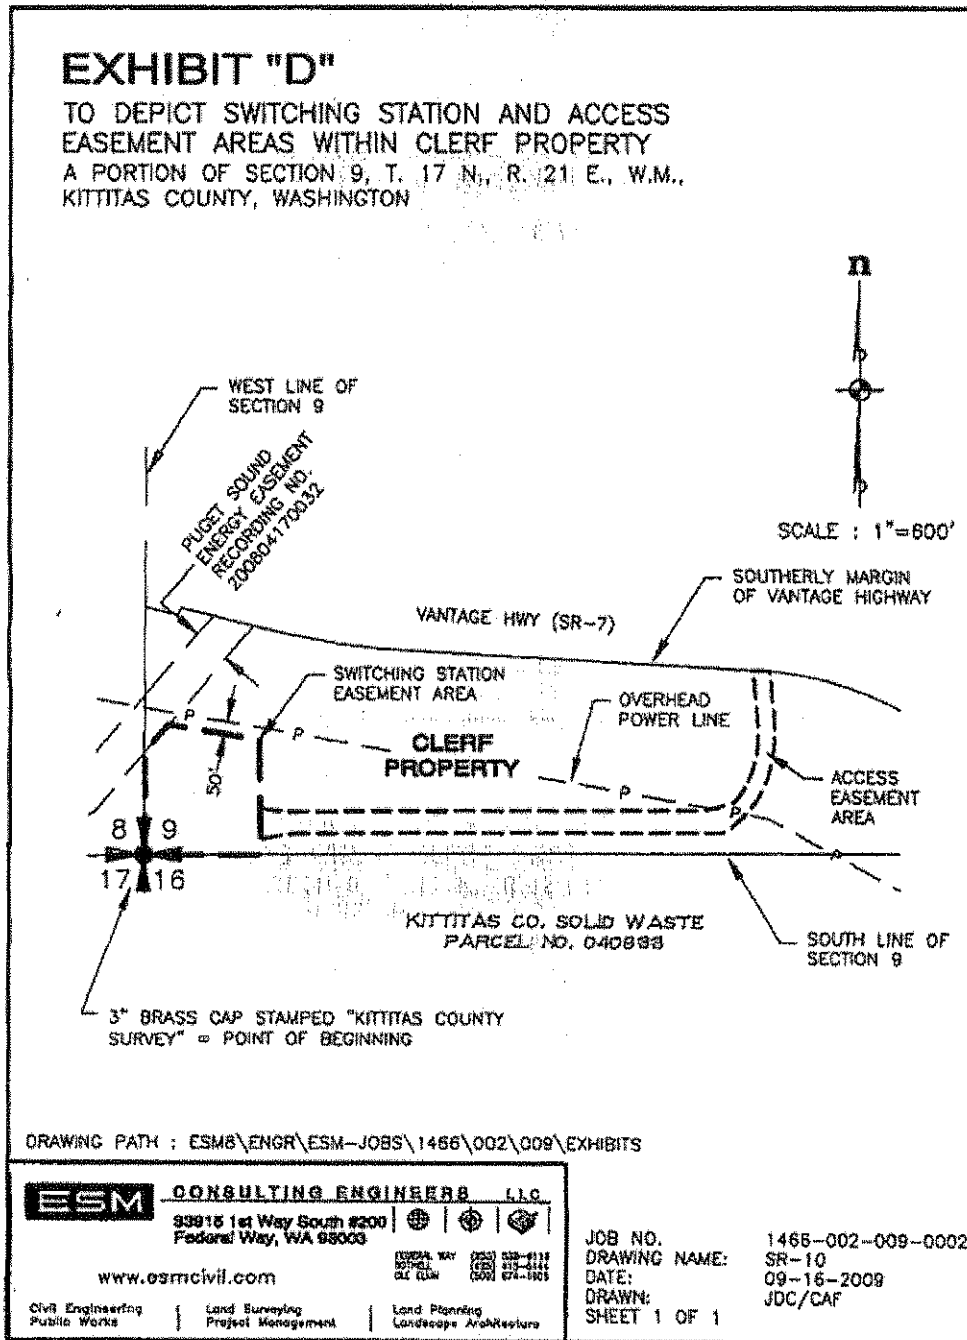 EXHIBIT "D"
TO DEPICT SWITCHING STATION AND ACCESS
EASEMENT AREAS WITHIN CLERF PROPERTY
A PORTION OF SECTION 9, T. 17 N., R. 21 E., W.M.,
KITTITAS COUNTY, WASHINGTON
n
SCALE : 1"=600'
WEST LINE OF
SECTION 9
PUGET SOUND
ENERGY EASEMENT
RECORDING NO.
200804170032
VANTAGE HWY (SR-7)
SOUTHERLY MARGIN
OF VANTAGE HIGHWAY
SWITCHING STATION
EASEMENT AREA
OVERHEAD
POWER LINE
P
P
P
P
P
50'
CLERF
PROPERTY
ACCESS
EASEMENT
AREA
8 9
17 16
KITTITAS CO. SOLID WASTE
PARCEL NO.
SOUTH LINE OF
SECTION 9
3" BRASS CAP STAMPED "KITTITAS COUNTY
SURVEY" = POINT OF BEGINNING
DRAWING PATH : ESM8\ENGR\ESM-JOBS\1466\002\009\EXHIBITS
ESM
CONSULTING ENGINEERS LLC
1st Way South #200
Federal Way, WA 98003
FEDERAL WAY
BOTHELL
CLE ELUM
www.esmcivil.com
Civil Engineering
Public Works
Land Surveying
Project Management
Land Planning
Landscape Architecture
JOB NO. 1466-002-009-0002
DRAWING NAME: SR-10
DATE: 09-16-2009
DRAWN: JDC/CAF
SHEET 1 OF 1